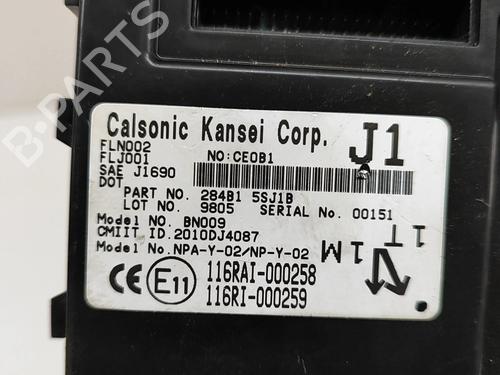 B-PARTS
Calsonic Kansei Corp. J1
FLN002
FLJ001 NO:CE0B1
SAE J1690
DOT
PART NO. 284B1 5SJ1B
LOT NO. 9805 SERIAL NO. 00151
Model No. BN009
CMIIT ID.2010DJ4087
Model No.NPA-Y-02/NP-Y-02
1M
1T
CE E11 116RAI-000258
116RI-000259